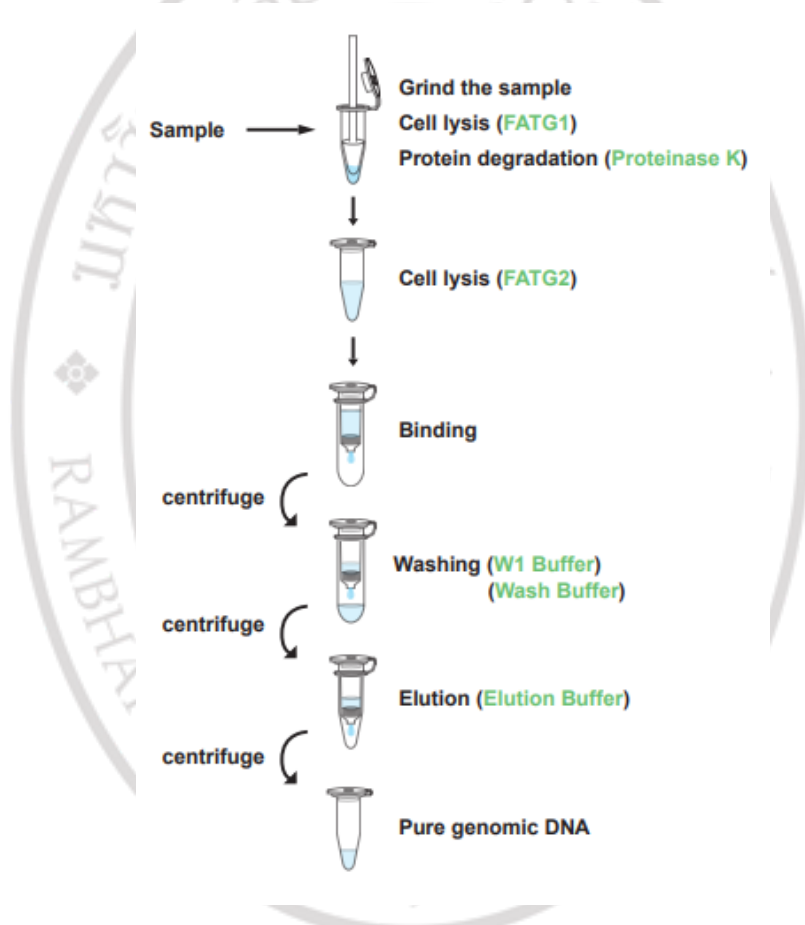 Grind the sample
Sample
Cell lysis (FATG1)
Protein degradation (Proteinase K)
Cell lysis (FATG2)
Binding
centrifuge
Washing (W1 Buffer)
(Wash Buffer)
centrifuge
Elution (Elution Buffer)
centrifuge
Pure genomic DNA